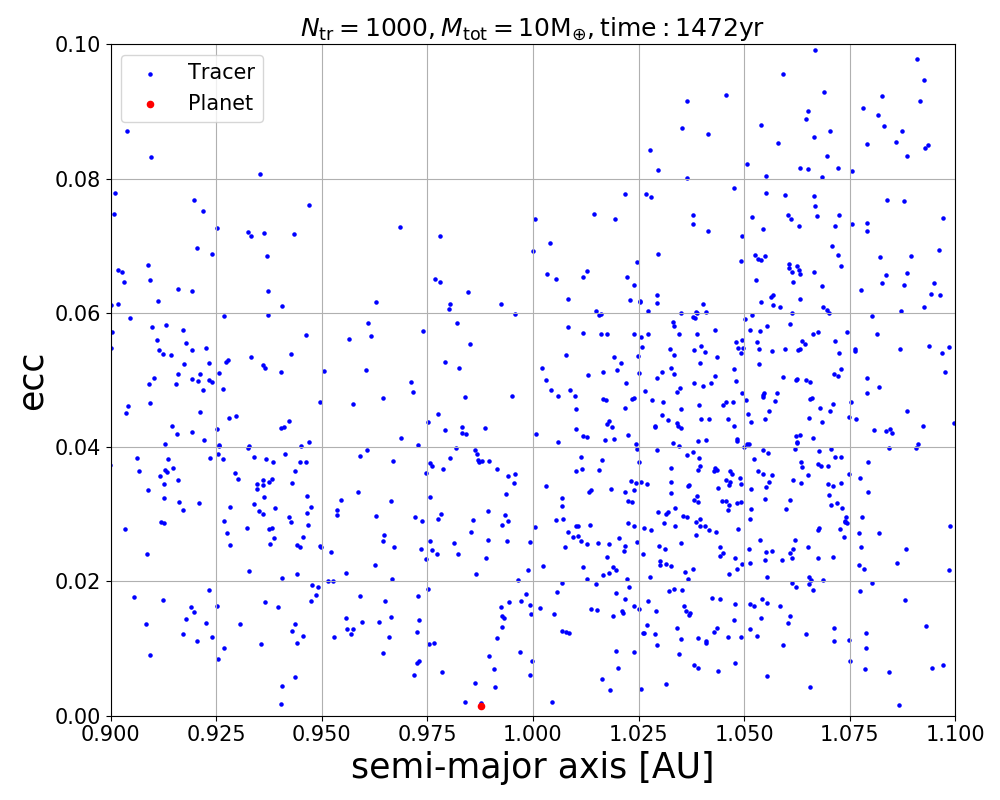 N_tr = 1000, M_tot = 10M_⊕, time : 1472yr
Tracer
Planet
0.10
0.08
0.06
0.04
0.02
0.00
ecc
0.900 0.925 0.950 0.975 1.000 1.025 1.050 1.075 1.100
semi-major axis [AU]